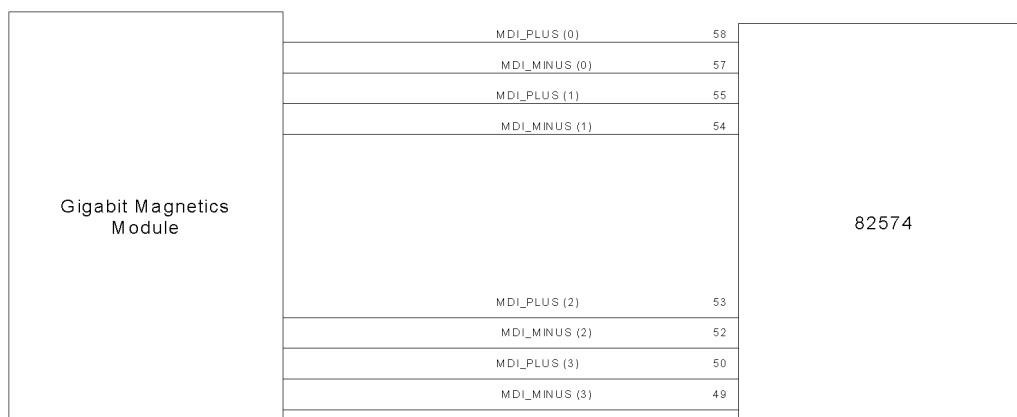 MDI_PLUS (0) 58
MDI_MINUS (0) 57
MDI_PLUS (1) 55
MDI_MINUS (1) 54
Gigabit Magnetics
Module
82574
MDI_PLUS (2) 53
MDI_MINUS (2) 52
MDI_PLUS (3) 50
MDI_MINUS (3) 49